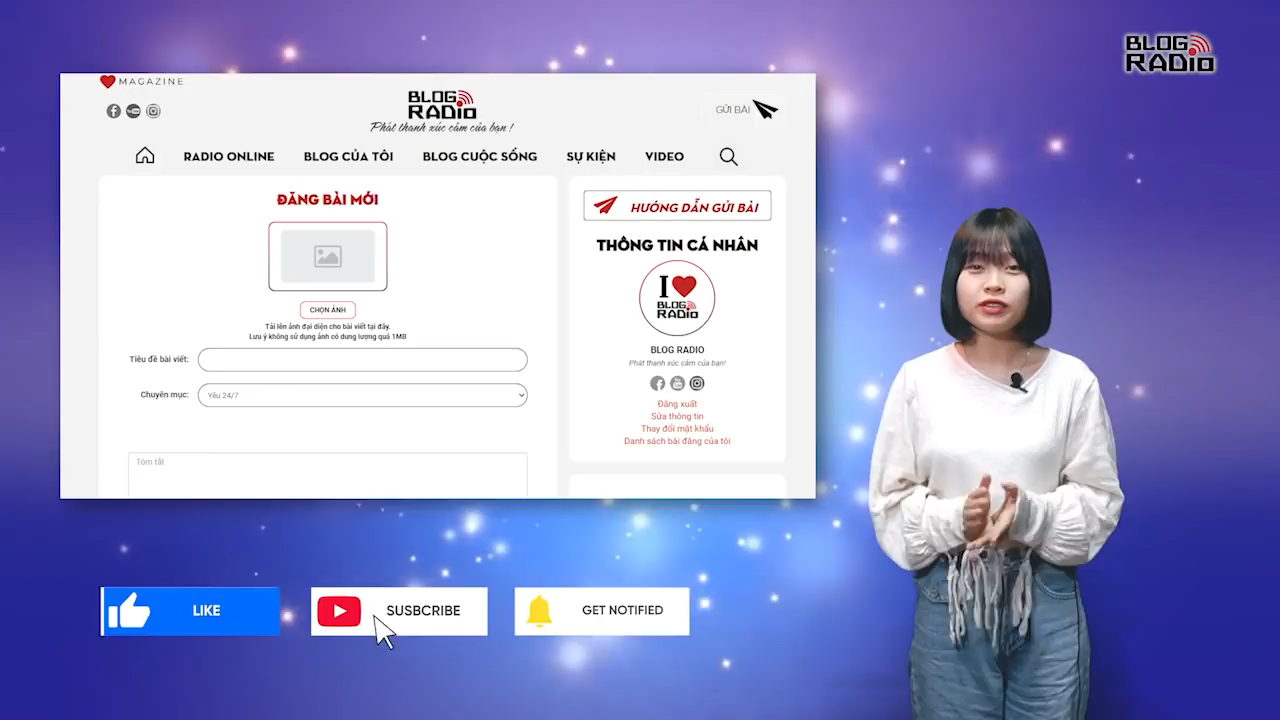 BLOG
RADIO
MAGAZINE
BLOG
RADIO
Phát thanh xúc cảm của bạn !
GỬI BÀI
RADIO ONLINE
BLOG CỦA TÔI
BLOG CUỘC SỐNG
SỰ KIỆN
VIDEO
ĐĂNG BÀI MỚI
CHỌN ẢNH
Tải lên ảnh đại diện cho bài viết tại đây.
Lưu ý không sử dụng ảnh có dung lượng quá 1MB
Tiêu đề bài viết:
Chuyên mục:
Yêu 24/7
Tóm tắt
HƯỚNG DẪN GỬI BÀI
THÔNG TIN CÁ NHÂN
I
BLOG
RADIO
BLOG RADIO
Phát thanh xúc cảm của bạn!
Đăng xuất
Sửa thông tin
Thay đổi mật khẩu
Danh sách bài đăng của tôi
LIKE
SUSBCRIBE
GET NOTIFIED